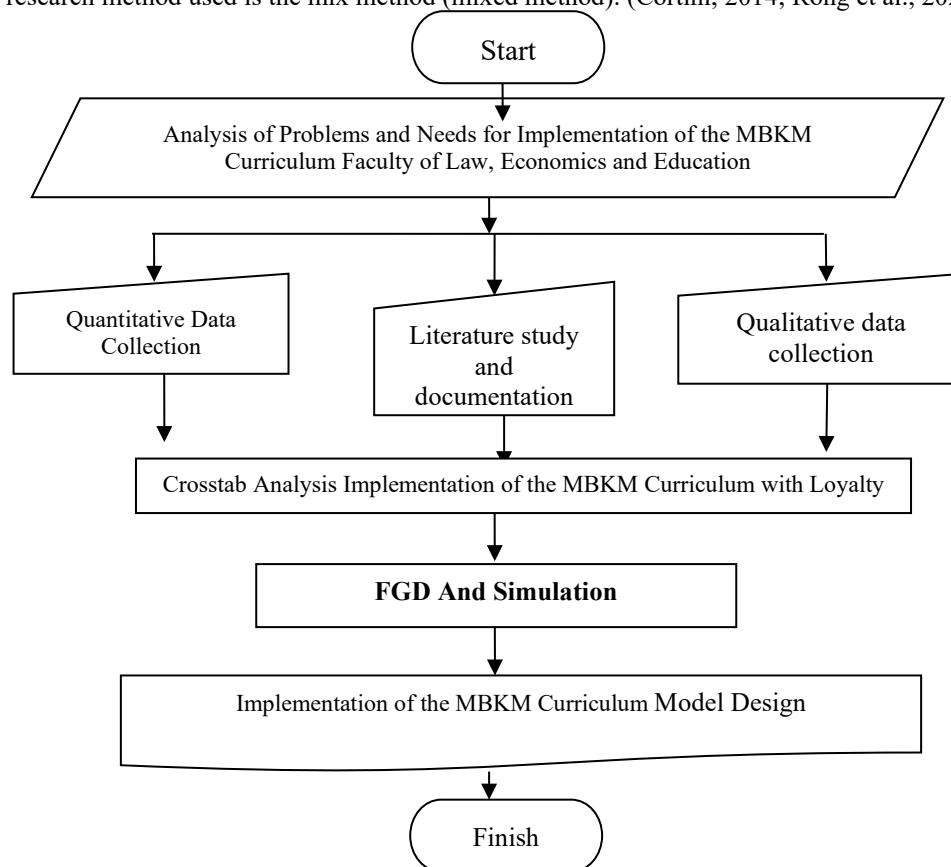 research method used is the mix method (mixed method). (Cortini, 2014; Rong et al., 
Start
Analysis of Problems and Needs for Implementation of the MBKM
Curriculum Faculty of Law, Economics and Education
Quantitative Data
Collection
Literature study
and
documentation
Qualitative data
collection
Crosstab Analysis Implementation of the MBKM Curriculum with Loyalty
FGD And Simulation
Implementation of the MBKM Curriculum Model Design
Finish